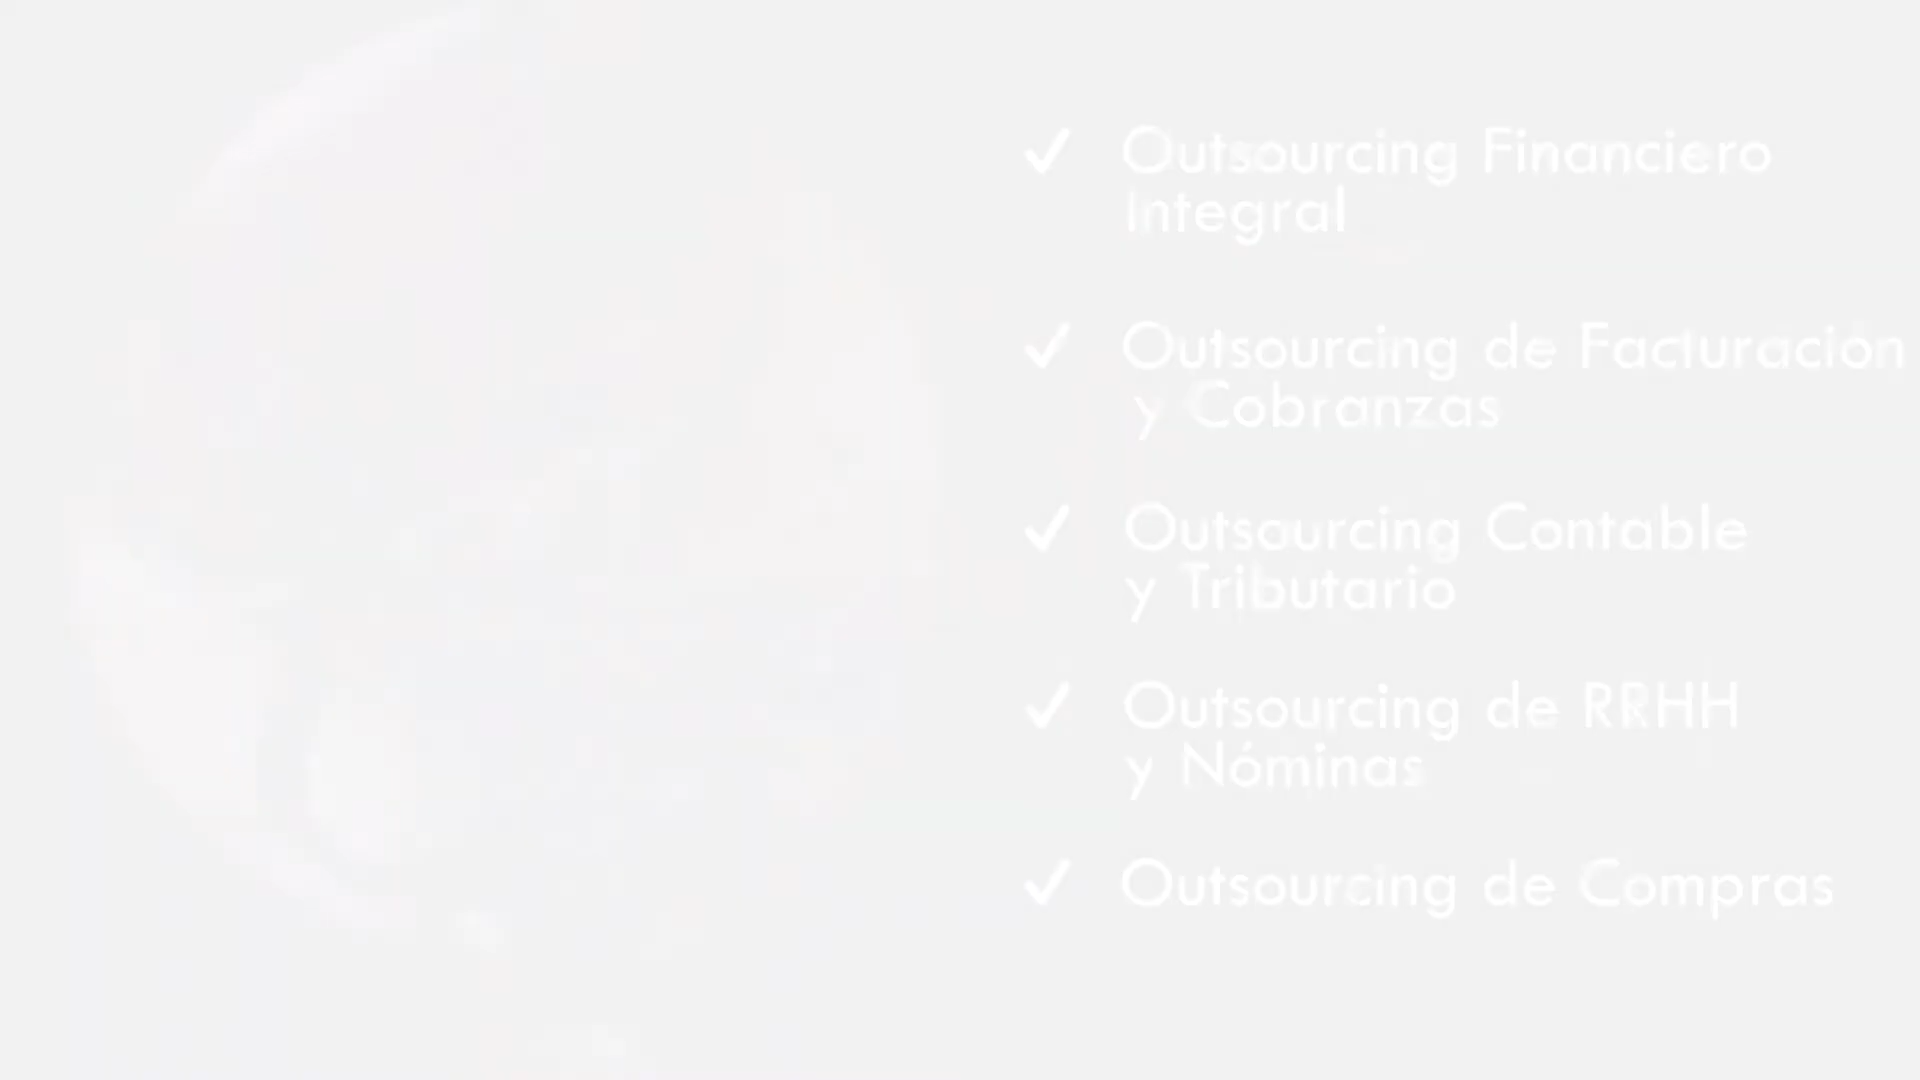 ✓ Outsourcing Financiero
Integral
✓ Outsourcing de Facturación
y Cobranzas
✓ Outsourcing Contable
y Tributario
✓ Outsourcing de RRHH
y Nóminas
✓ Outsourcing de Compras